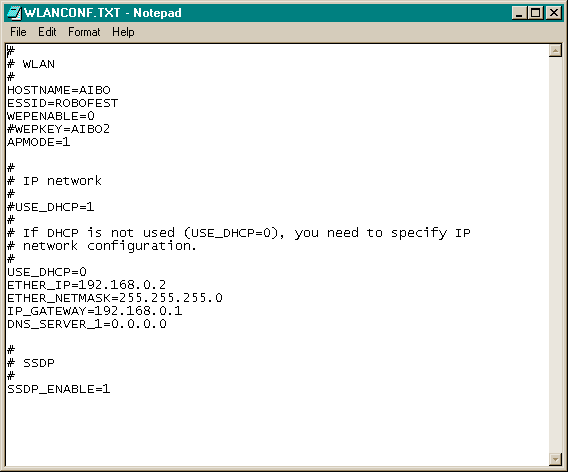 WLANCONF.TXT - Notepad
File Edit Format Help
#
# WLAN
#
HOSTNAME=AIBO
ESSID=ROBOFEST
WEPENABLE=0
#WEPKEY=AIBO2
APMODE=1
#
# IP network
#
#USE_DHCP=1
#
# If DHCP is not used (USE_DHCP=0), you need to specify IP
# network configuration.
#
USE_DHCP=0
ETHER_IP=192.168.0.2
ETHER_NETMASK=255.255.255.0
IP_GATEWAY=192.168.0.1
DNS_SERVER_1=0.0.0.0
#
# SSDP
#
SSDP_ENABLE=1